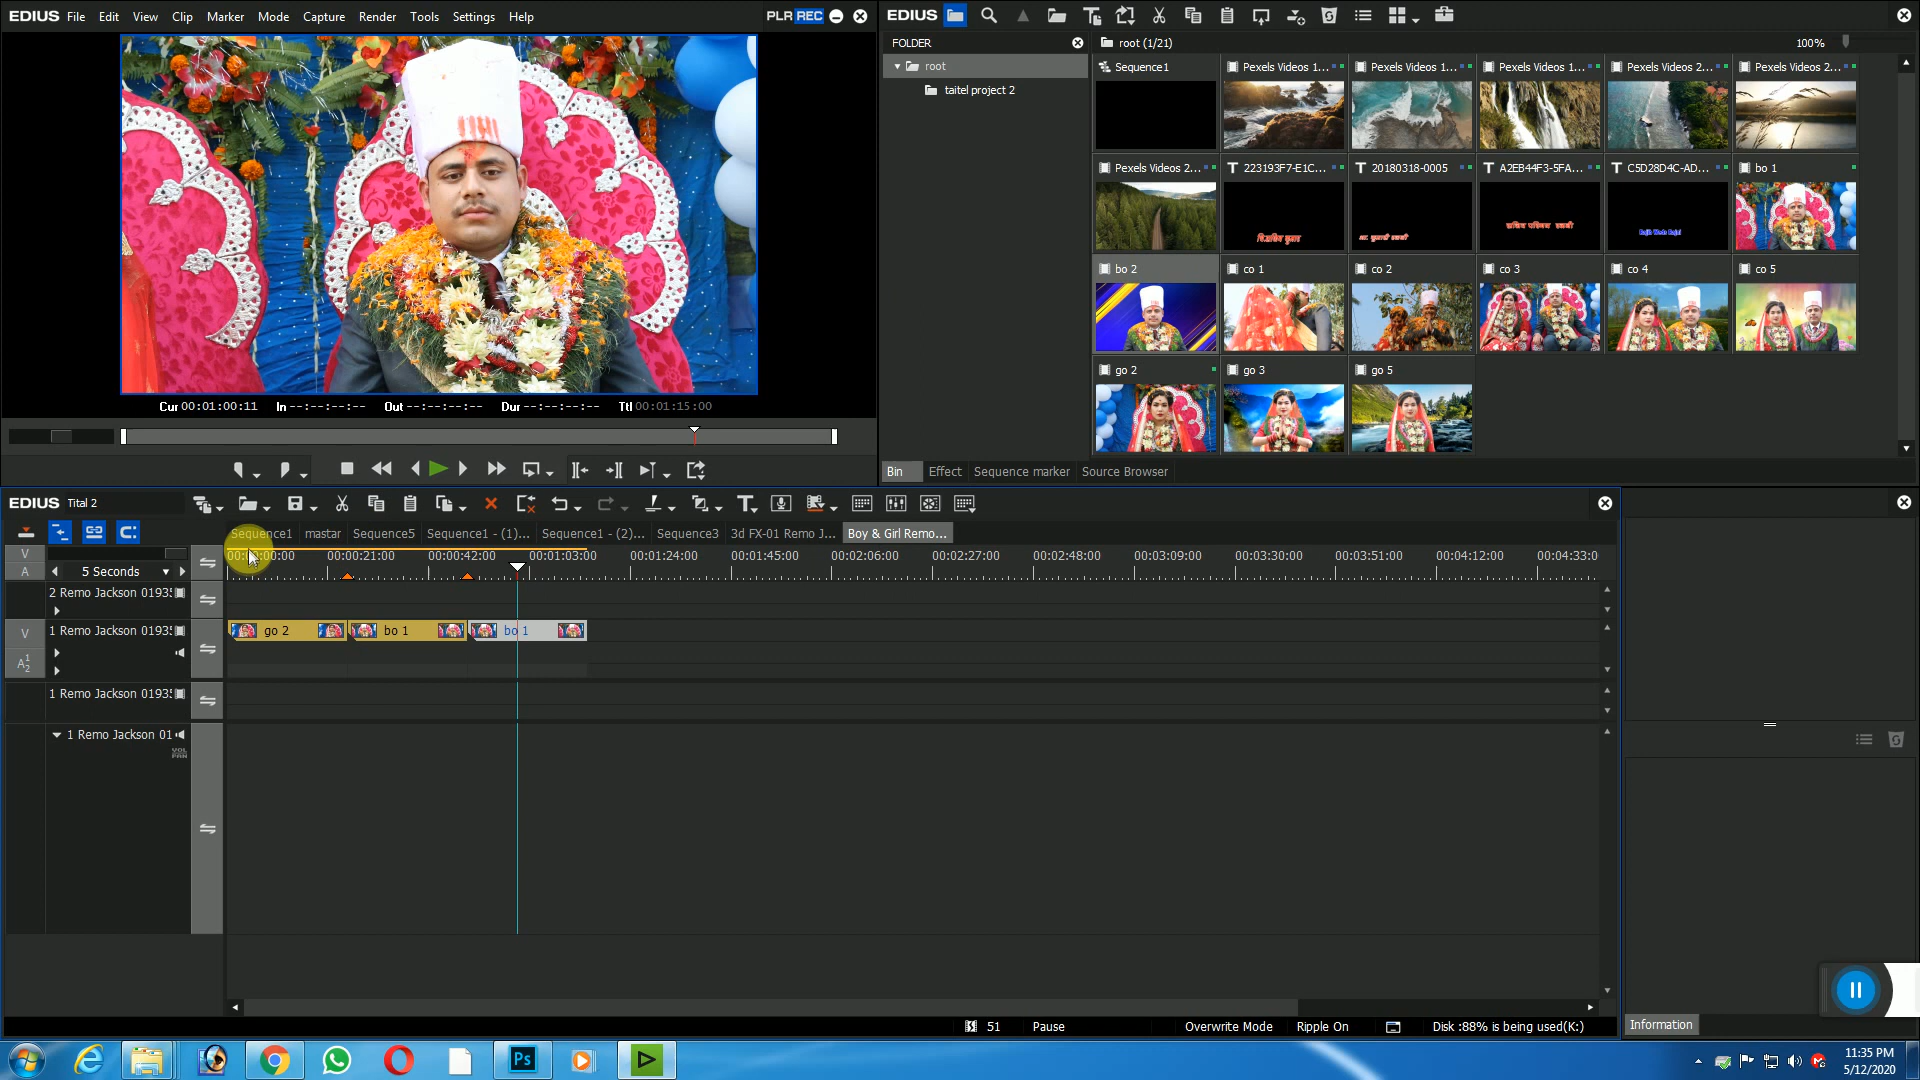 EDIUS File Edit View Clip Marker Mode Capture Render Tools Settings Help PLR REC
Cur 00:01:00:11 In --:--:--:-- Out --:--:--:-- Dur --:--:--:-- Ttl 00:01:15:00
EDIUS
FOLDER
root (1/21)
100%
root
taitel project 2
Sequence1
Pexels Videos 1...
Pexels Videos 1...
Pexels Videos 1...
Pexels Videos 2...
Pexels Videos 2...
Pexels Videos 2...
223193F7-E1C...
20180318-0005
A2EB44F3-5FA...
C5D28D4C-AD...
bo 1
bo 2
co 1
co 2
co 3
co 4
co 5
go 2
go 3
go 5
Bin Effect Sequence marker Source Browser
EDIUS Tital 2
Sequence1 mastar Sequence5 Sequence1 - (1)... Sequence1 - (2)... Sequence3 3d FX-01 Remo J... Boy & Girl Remo...
V
A
5 Seconds
00:00:00:00 00:00:21:00 00:00:42:00 00:01:03:00 00:01:24:00 00:01:45:00 00:02:06:00 00:02:27:00 00:02:48:00 00:03:09:00 00:03:30:00 00:03:51:00 00:04:12:00 00:04:33:0
2 Remo Jackson 0193
V
1 Remo Jackson 0193
go 2 bo 1 bo 1
A 1 2
1 Remo Jackson 0193
1 Remo Jackson 01
VOL
PAN
51 Pause Overwrite Mode Ripple On Disk :88% is being used(K:)
Information
Ps
11:35 PM
5/12/2020